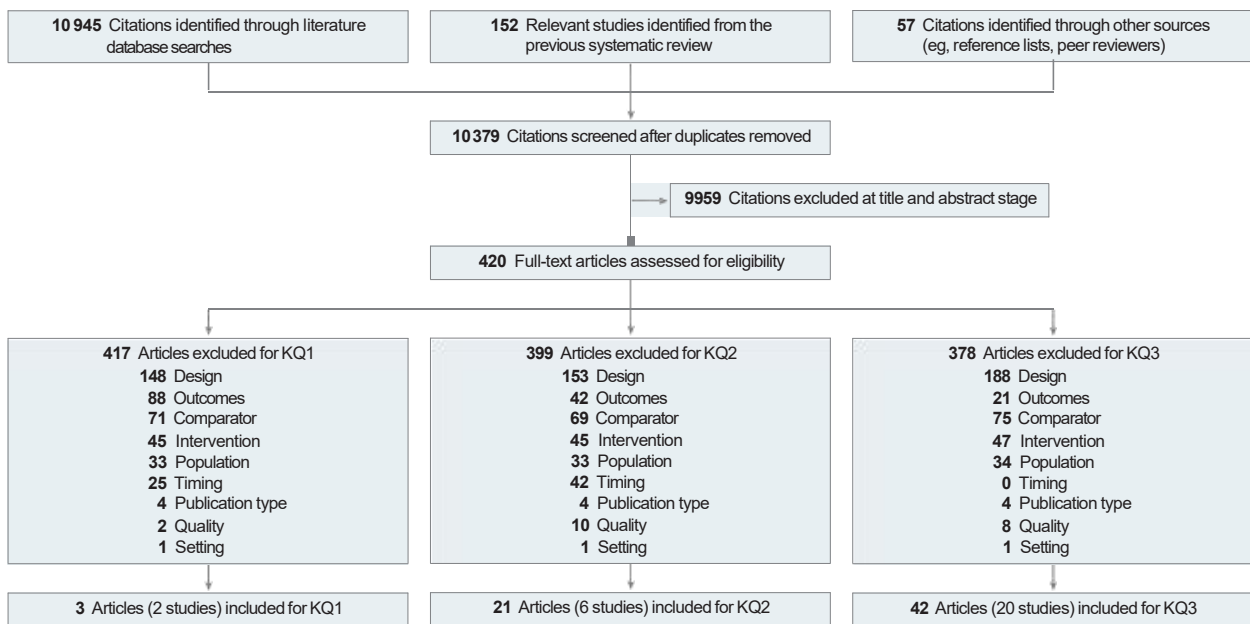 10 945 Citations identified through literature
database searches
152 Relevant studies identified from the
previous systematic review
57 Citations identified through other sources
(eg, reference lists, peer reviewers)
10 379 Citations screened after duplicates removed
9959 Citations excluded at title and abstract stage
420 Full-text articles assessed for eligibility
417 Articles excluded for KQ1
148 Design
88 Outcomes
71 Comparator
45 Intervention
33 Population
25 Timing
4 Publication type
2 Quality
1 Setting
399 Articles excluded for KQ2
153 Design
42 Outcomes
69 Comparator
45 Intervention
33 Population
42 Timing
4 Publication type
10 Quality
1 Setting
378 Articles excluded for KQ3
188 Design
21 Outcomes
75 Comparator
47 Intervention
34 Population
0 Timing
4 Publication type
8 Quality
1 Setting
3 Articles (2 studies) included for KQ1
21 Articles (6 studies) included for KQ2
42 Articles (20 studies) included for KQ3